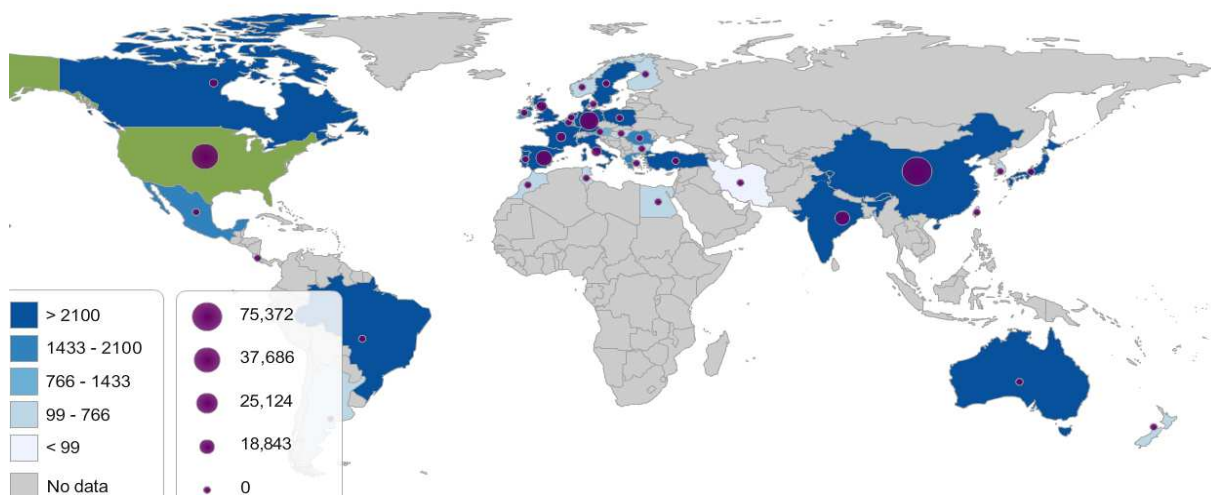 > 2100
1433 - 2100
766 - 1433
99 - 766
< 99
No data
75,372
37,686
25,124
18,843
0